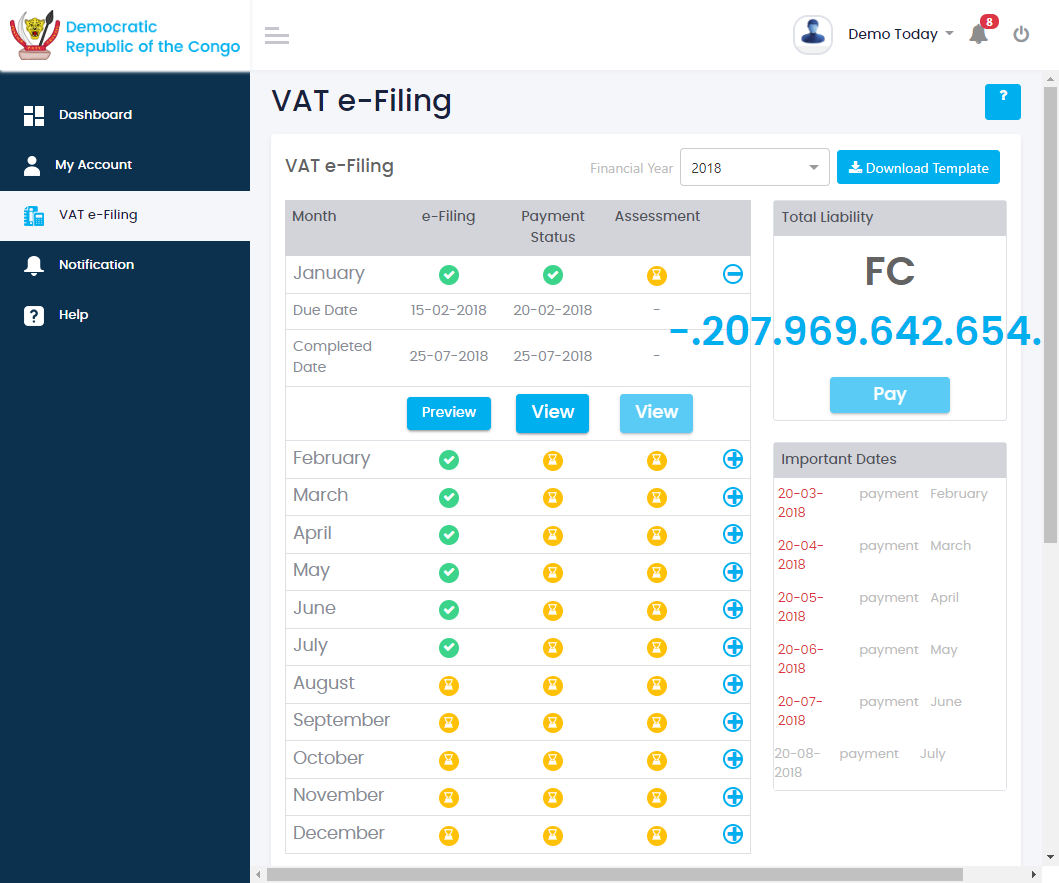 Democratic
Republic of the Congo
Demo Today
8
Dashboard
My Account
VAT e-Filing
Notification
Help
VAT e-Filing
?
VAT e-Filing
Financial Year
2018
Download Template
Month e-Filing Payment Status Assessment
January
Due Date 15-02-2018 20-02-2018 -
Completed Date 25-07-2018 25-07-2018 -
Preview View View
February
March
April
May
June
July
August
September
October
November
December
Total Liability
FC
-.207.969.642.654.
Pay
Important Dates
20-03-2018 payment February
20-04-2018 payment March
20-05-2018 payment April
20-06-2018 payment May
20-07-2018 payment June
20-08-2018 payment July